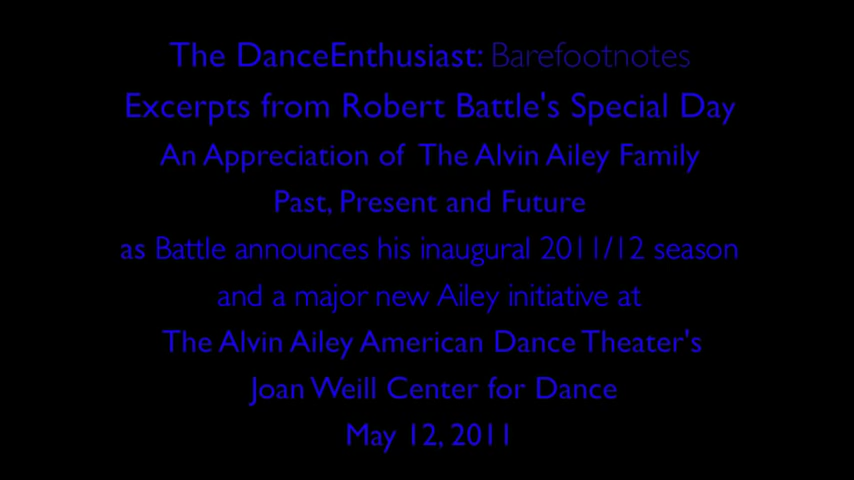 The DanceEnthusiast: Barefootnotes
Excerpts from Robert Battle's Special Day
An Appreciation of The Alvin Ailey Family
Past, Present and Future
as Battle announces his inaugural 2011/12 season
and a major new Ailey initiative at
The Alvin Ailey American Dance Theater's
Joan Weill Center for Dance
May 12, 2011